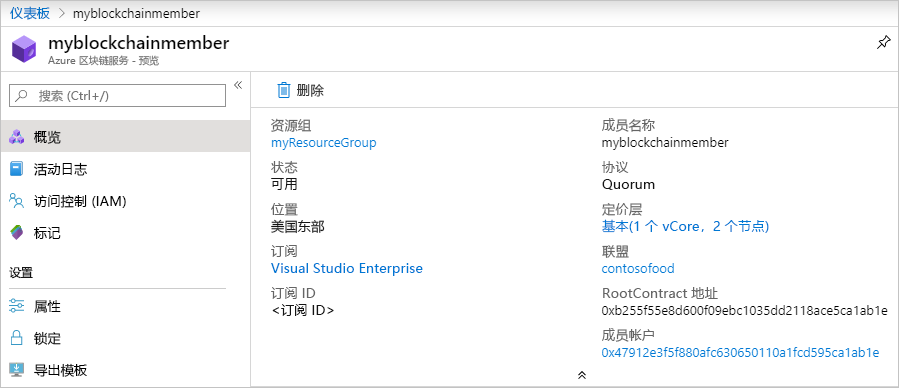 仪表板 > myblockchainmember
myblockchainmember
Azure 区块链服务 - 预览
搜索 (Ctrl+/)
«
删除
概览
活动日志
访问控制 (IAM)
标记
设置
属性
锁定
导出模板
资源组
myResourceGroup
状态
可用
位置
美国东部
订阅
Visual Studio Enterprise
订阅 ID
<订阅 ID>
成员名称
myblockchainmember
协议
Quorum
定价层
基本(1 个 vCore，2 个节点)
联盟
contosofood
RootContract 地址
0xb255f55e8d600f09ebc1035dd2118ace5ca1ab1e
成员帐户
0x47912e3f5f880afc630650110a1fcd595ca1ab1e